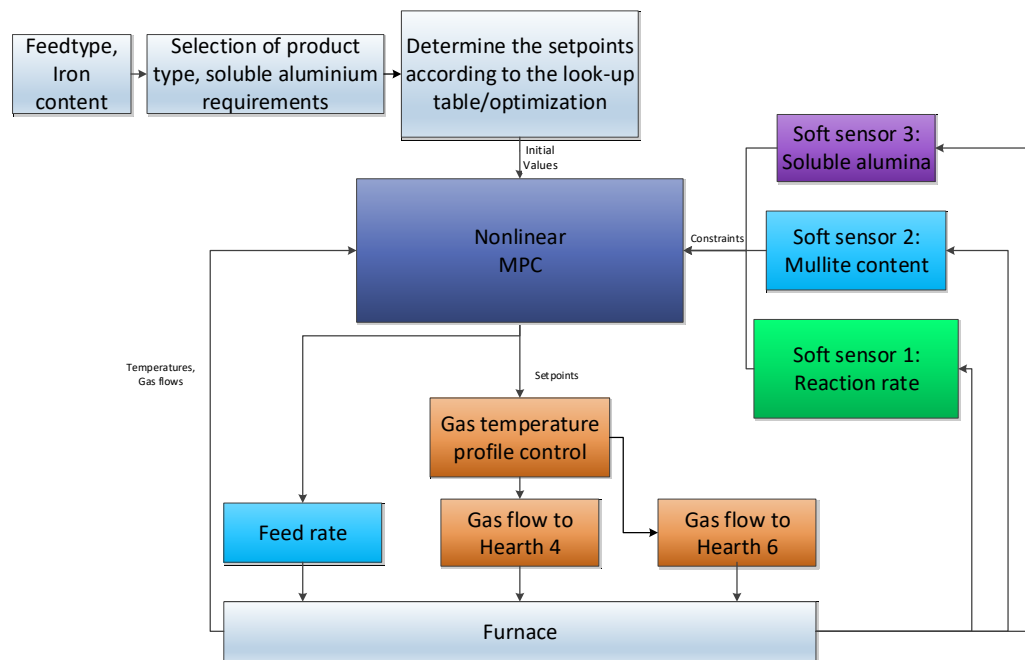 Feedtype,
Iron
content
Selection of product
type, soluble aluminium
requirements
Determine the setpoints
according to the look-up
table/optimization
Initial
Values
Soft sensor 3:
Soluble alumina
Nonlinear
MPC
Constraints
Soft sensor 2:
Mullite content
Soft sensor 1:
Reaction rate
Temperatures,
Gas flows
Setpoints
Gas temperature
profile control
Feed rate
Gas flow to
Hearth 4
Gas flow to
Hearth 6
Furnace